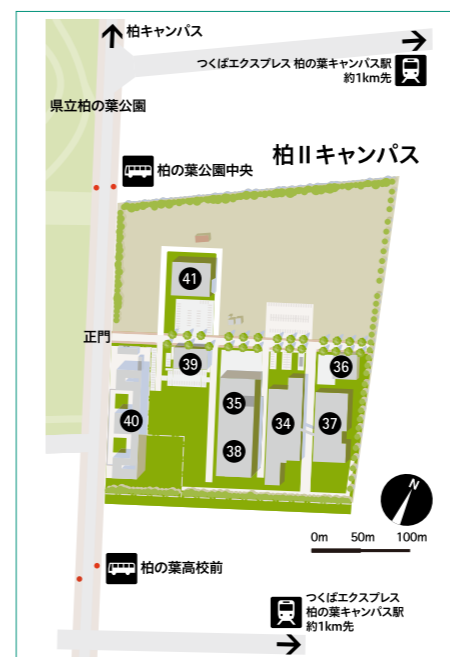 柏キャンパス
つくばエクスプレス 柏の葉キャンパス駅
約1km先
県立柏の葉公園
柏IIキャンパス
柏の葉公園中央
41
正門
39
36
35
34
37
40
38
N
0m 50m 100m
柏の葉高校前
つくばエクスプレス
柏の葉キャンパス駅
約1km先